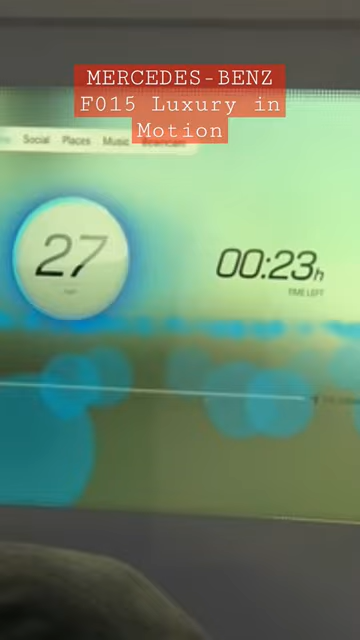 MERCEDES-BENZ
F015 Luxury in
Motion
Social Places Music
27
00:23h
TIME LEFT